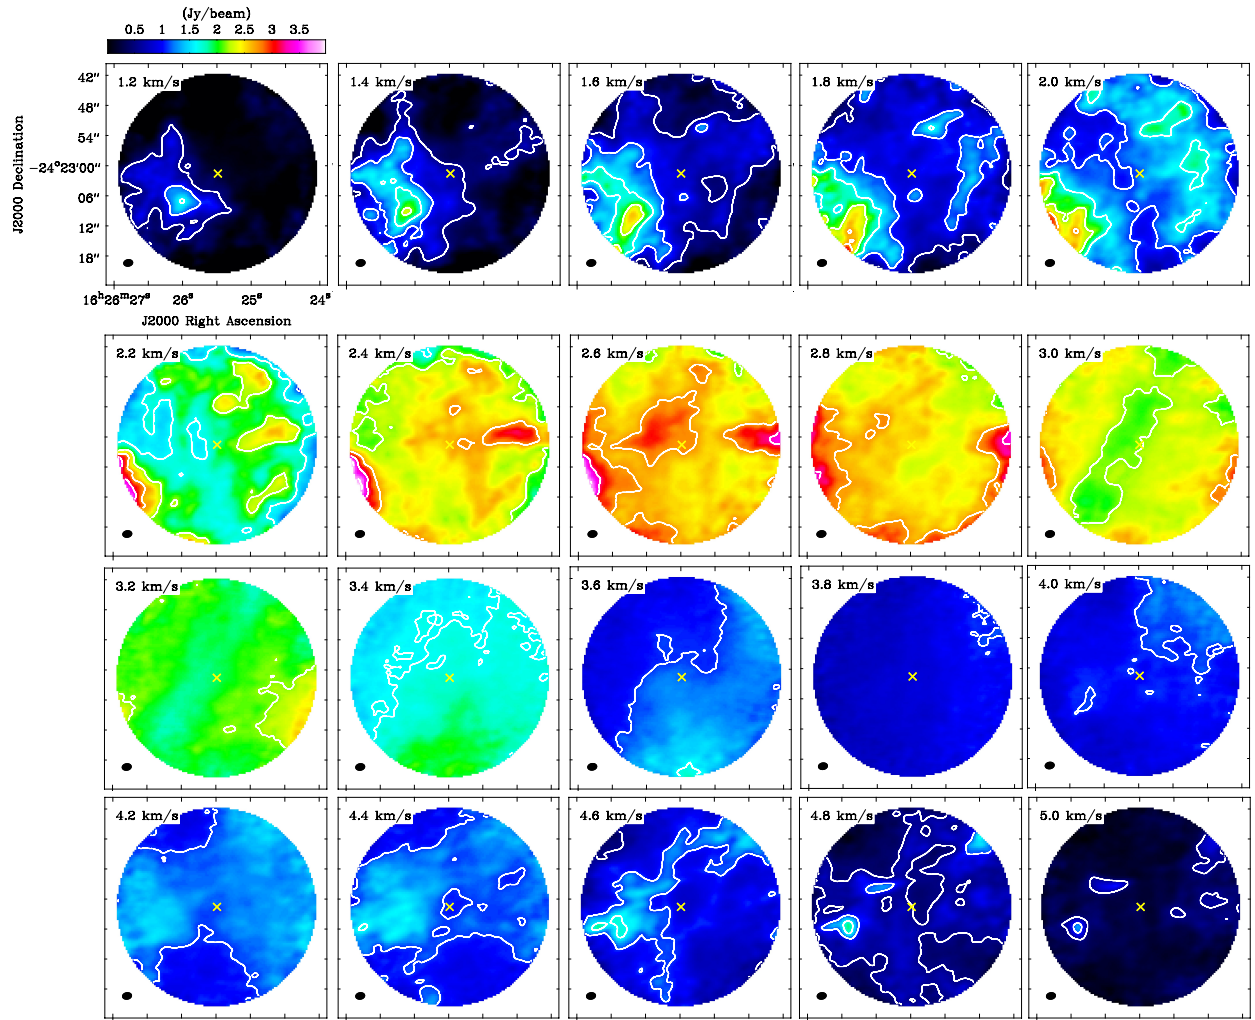 (Jy/beam)
0.5 1 1.5 2 2.5 3 3.5
1.2 km/s 1.4 km/s 1.6 km/s 1.8 km/s 2.0 km/s
42"
48"
54"
−24°23'00"
06"
12"
18"
J2000 Declination
16h26m27s 26s 25s 24s
J2000 Right Ascension
2.2 km/s 2.4 km/s 2.6 km/s 2.8 km/s 3.0 km/s
3.2 km/s 3.4 km/s 3.6 km/s 3.8 km/s 4.0 km/s
4.2 km/s 4.4 km/s 4.6 km/s 4.8 km/s 5.0 km/s